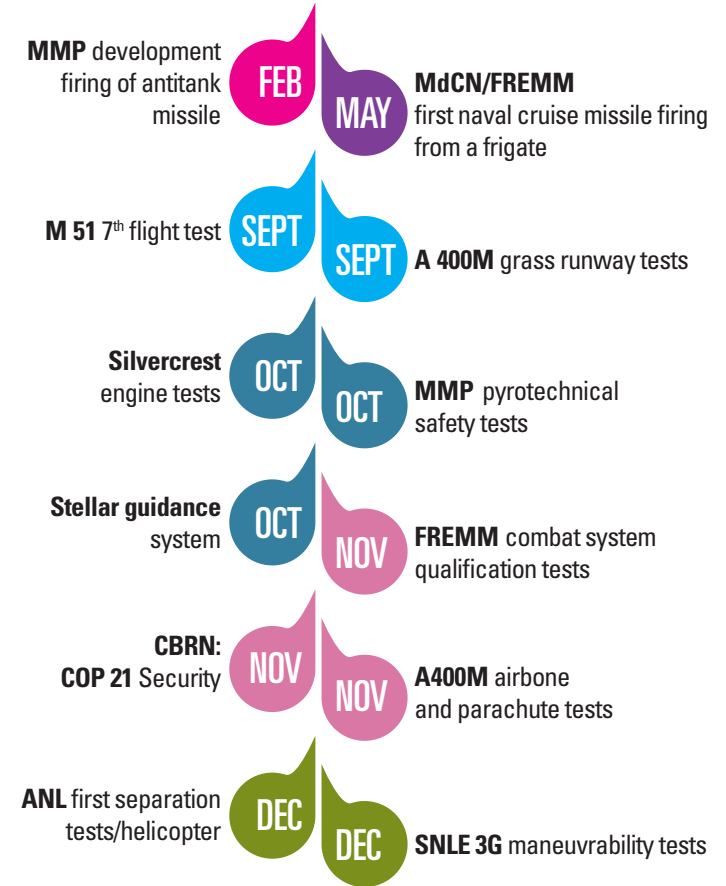 MMP development
firing of antitank
missile
FEB
MAY
MdCN/FREMM
first naval cruise missile firing
from a frigate
M 51 7th flight test
SEPT
SEPT
A 400M grass runway tests
Silvercrest
engine tests
OCT
OCT
MMP pyrotechnical
safety tests
Stellar guidance
system
OCT
NOV
FREMM combat system
qualification tests
CBRN:
COP 21 Security
NOV
NOV
A400M airbone
and parachute tests
ANL first separation
tests/helicopter
DEC
DEC
SNLE 3G maneuvrability tests